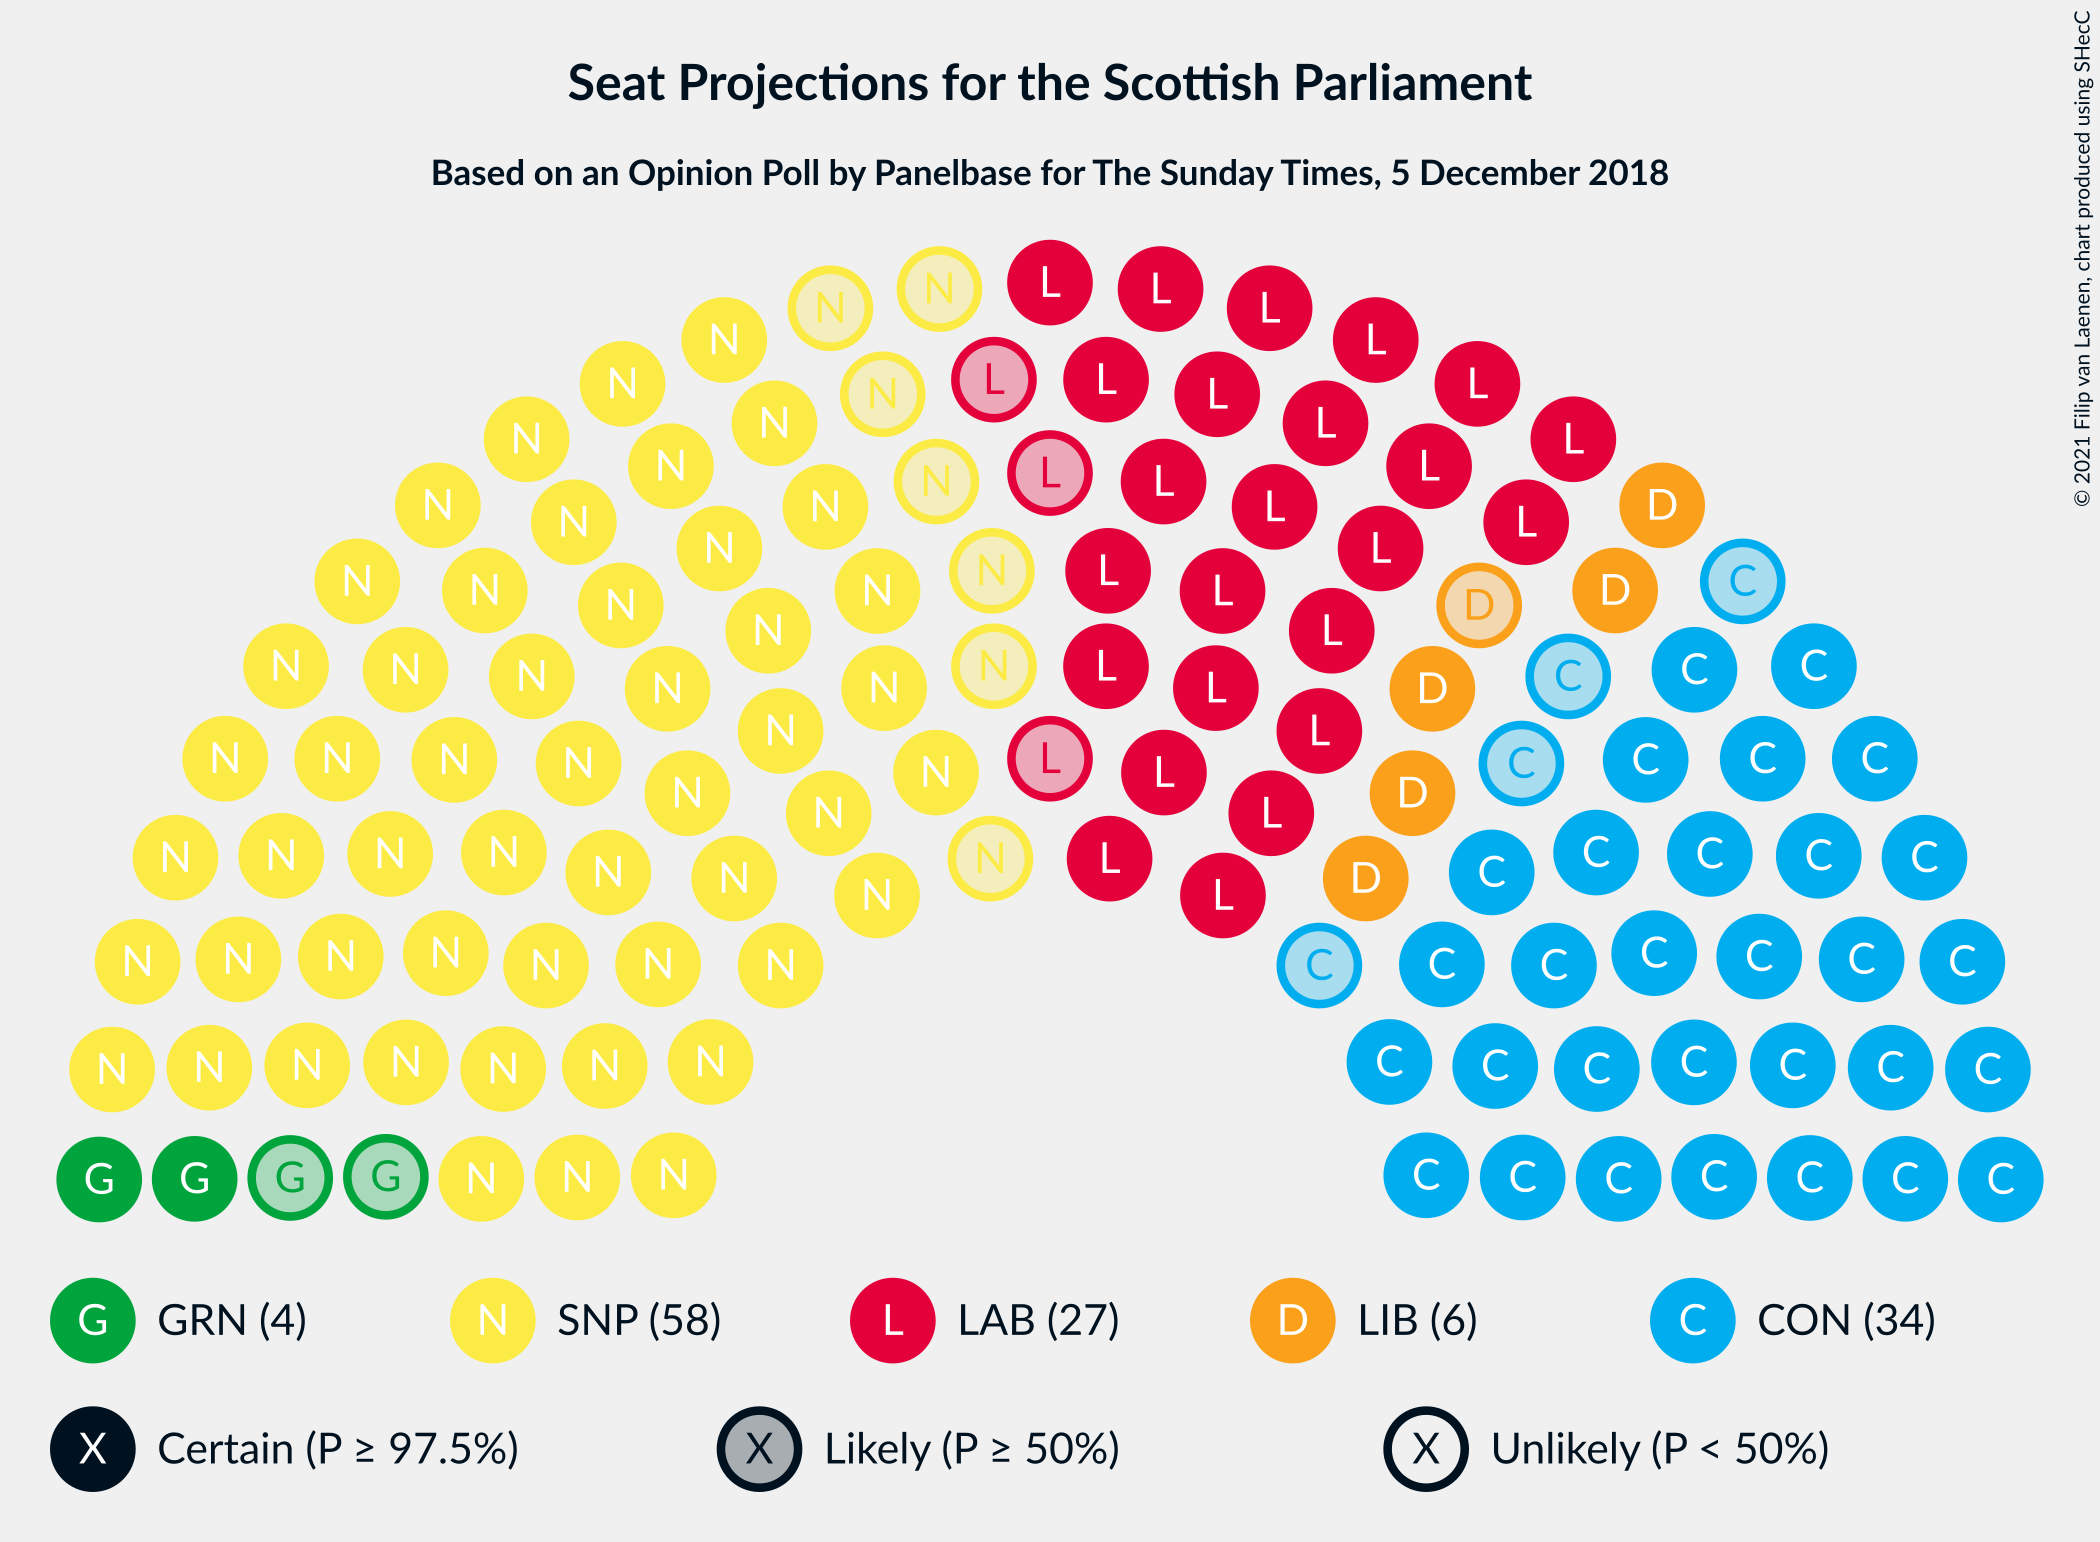 Seat Projections for the Scottish Parliament
Based on an Opinion Poll by Panelbase for The Sunday Times, 5 December 2018
© 2021 Filip van Laenen, chart produced using SHecC
N N L L L L
N N L L L L N L
N N N L L L L
N N L L L L D
N N N L L L
N N N N L L D D C
N N N L L L C C C
N N N N L L D
N N N N N L L C C C C
N N N N N L L D
N N N N N N N L L D C C C C C
N N N N N N N C C C C C C C
N N N N N N N C C C C C C C
G G G G N N N C C C C C C C
G GRN (4) N SNP (58) L LAB (27) D LIB (6) C CON (34)
X Certain (P ≥ 97.5%) X Likely (P ≥ 50%) X Unlikely (P < 50%)